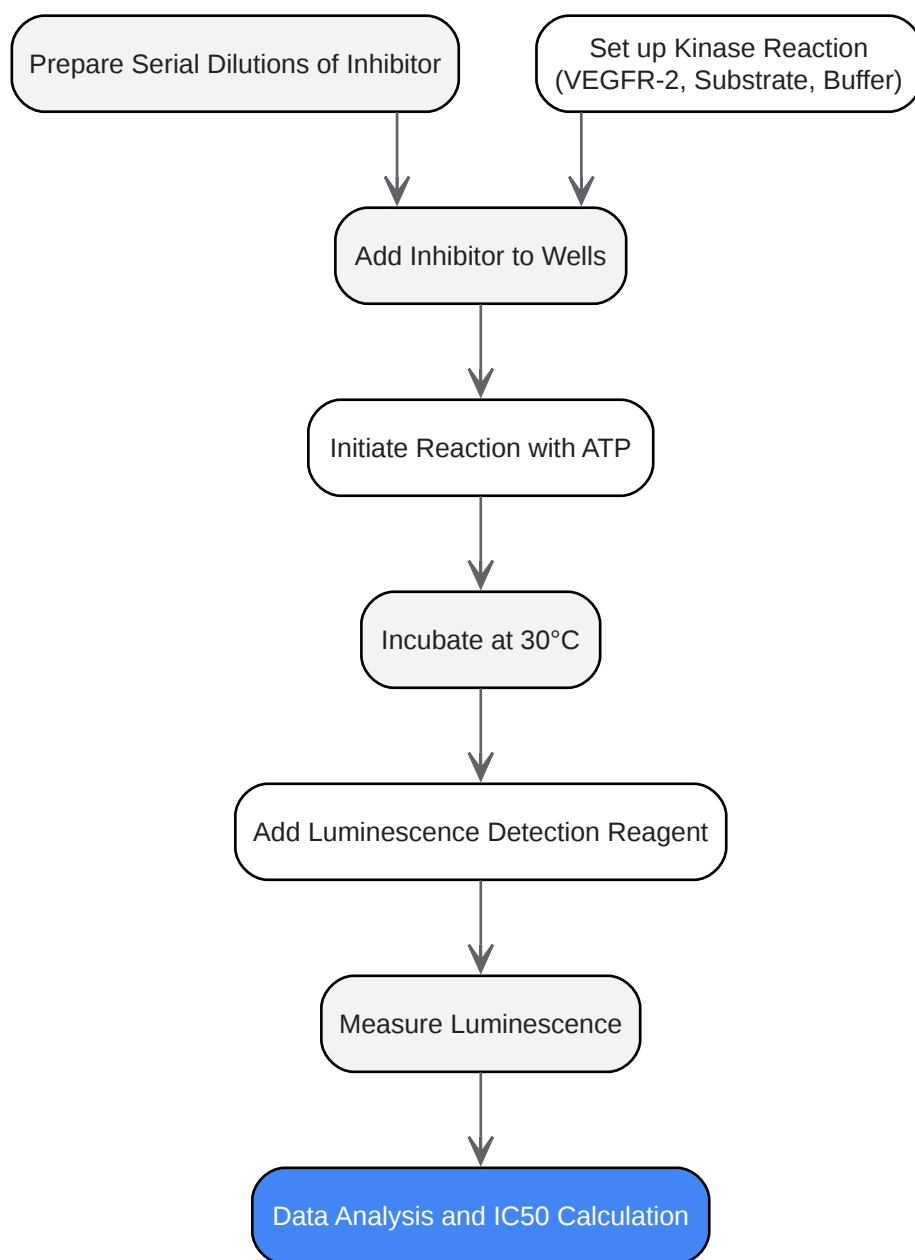 Prepare Serial Dilutions of Inhibitor
Set up Kinase Reaction
(VEGFR-2, Substrate, Buffer)
Add Inhibitor to Wells
Initiate Reaction with ATP
Incubate at 30°C
Add Luminescence Detection Reagent
Measure Luminescence
Data Analysis and IC50 Calculation